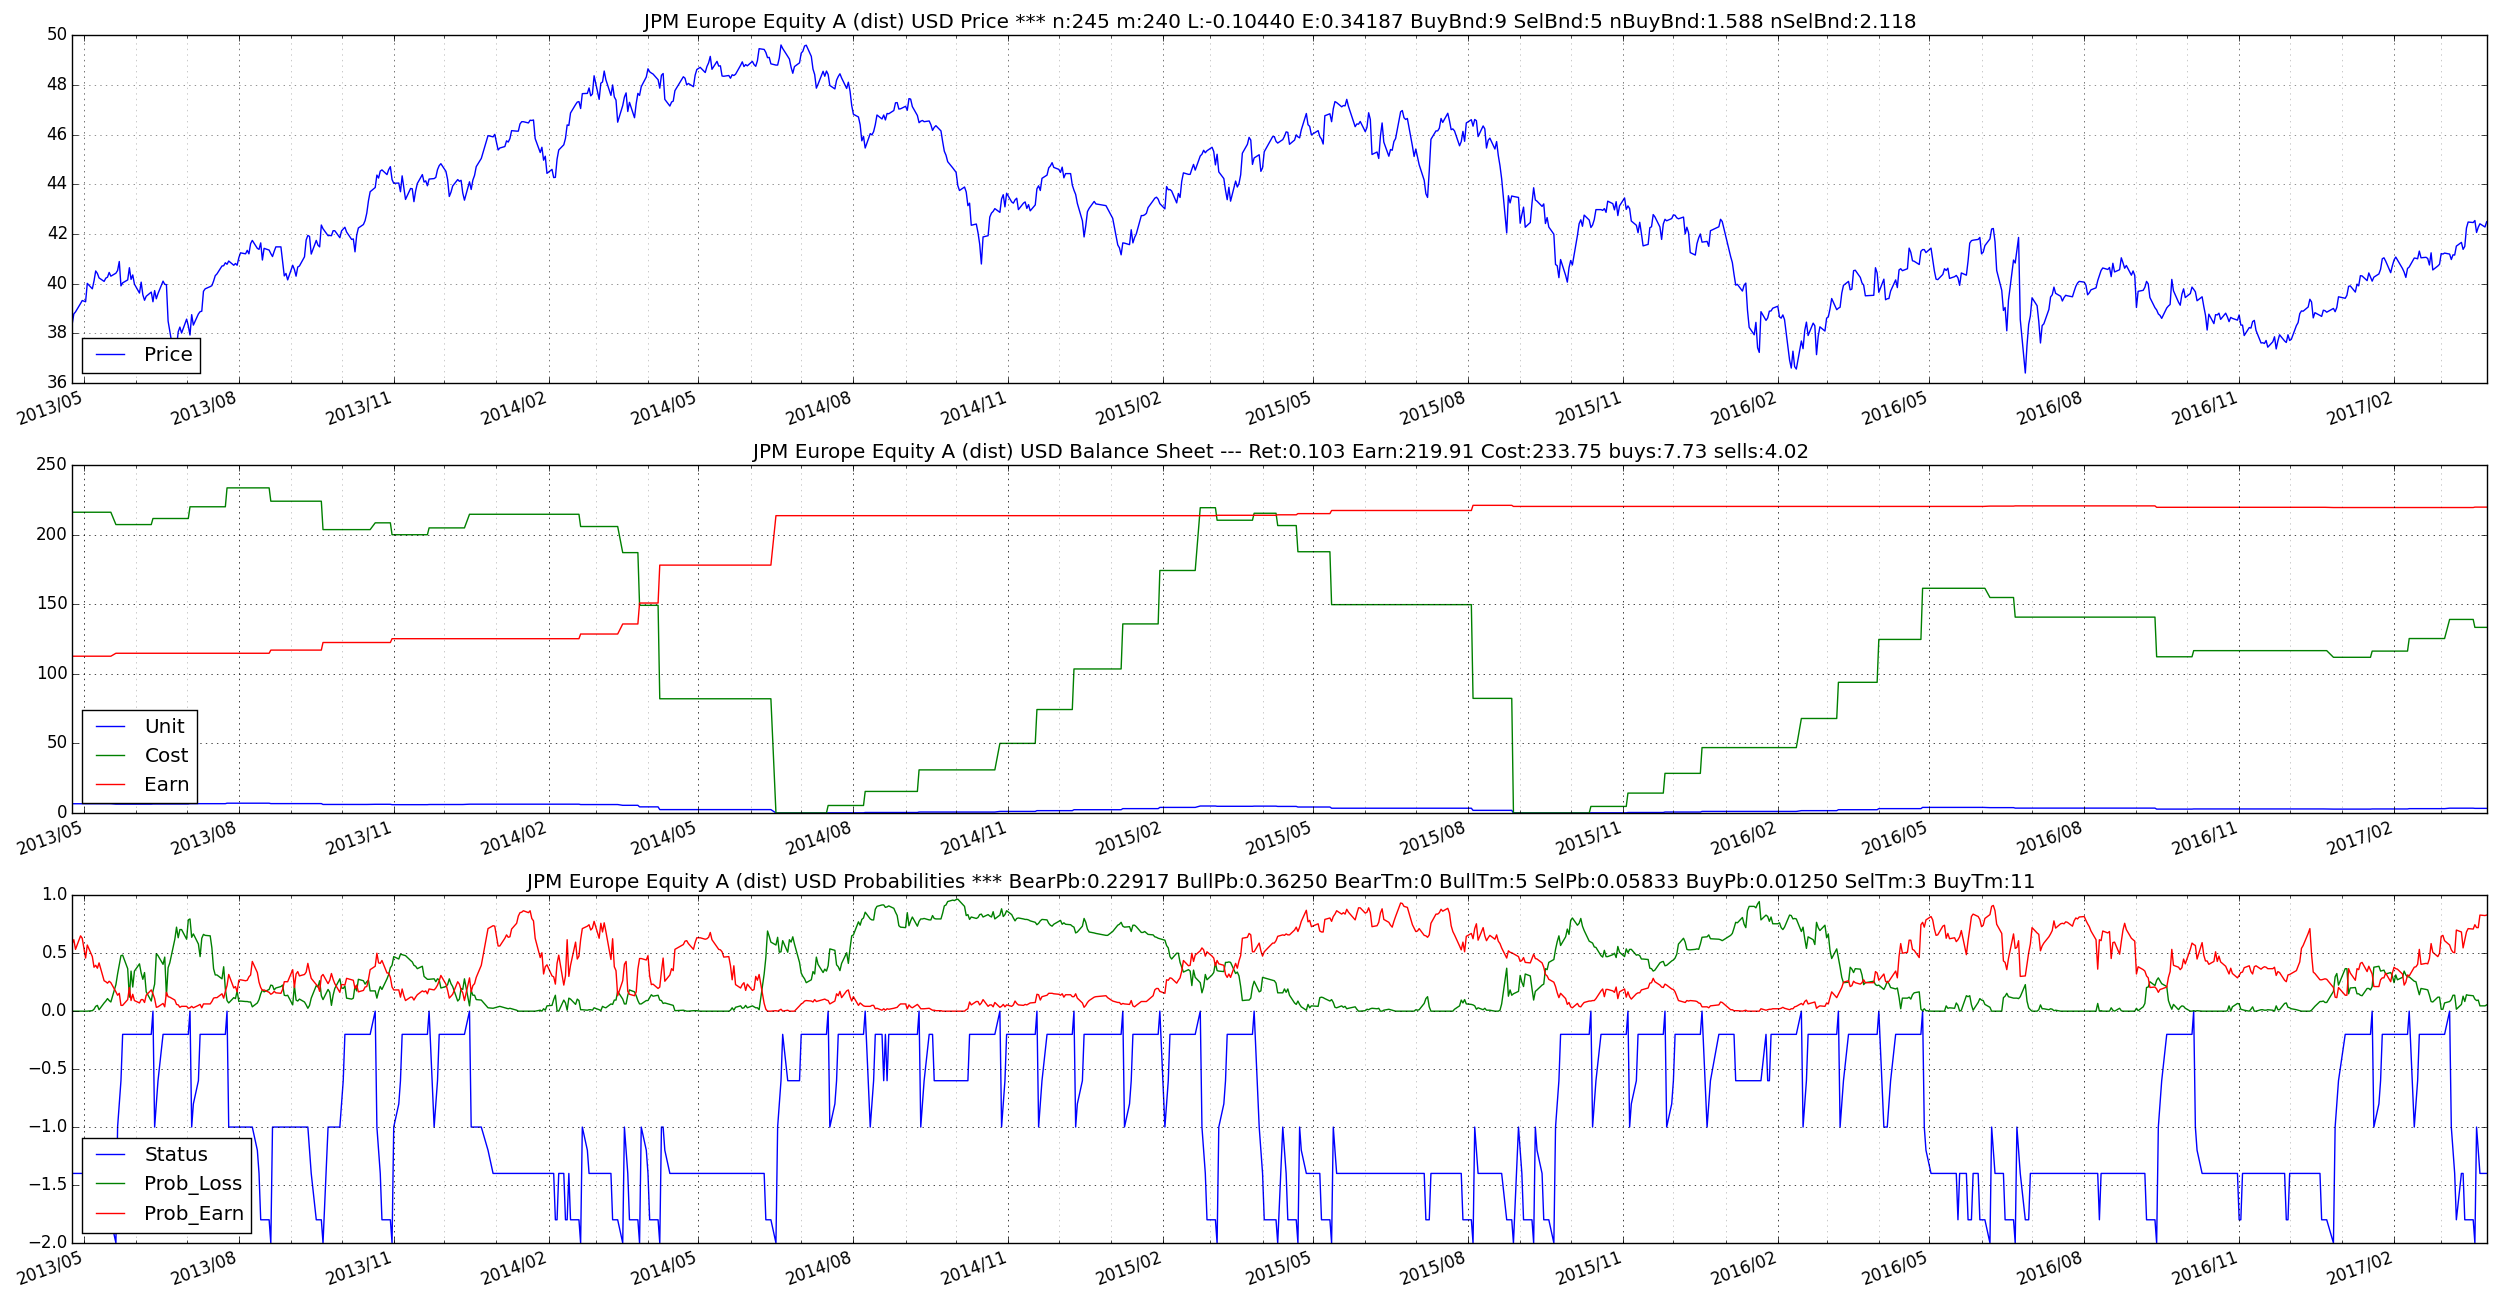 JPM Europe Equity A (dist) USD Price *** n:245 m:240 L:-0.10440 E:0.34187 BuyBnd:9 SelBnd:5 nBuyBnd:1.588 nSelBnd:2.118
50
48
46
44
42
40
38
36
Price
2013/05 2013/08 2013/11 2014/02 2014/05 2014/08 2014/11 2015/02 2015/05 2015/08 2015/11 2016/02 2016/05 2016/08 2016/11 2017/02
JPM Europe Equity A (dist) USD Balance Sheet --- Ret:0.103 Earn:219.91 Cost:233.75 buys:7.73 sells:4.02
250
200
150
100
50
0
Unit
Cost
Earn
2013/05 2013/08 2013/11 2014/02 2014/05 2014/08 2014/11 2015/02 2015/05 2015/08 2015/11 2016/02 2016/05 2016/08 2016/11 2017/02
JPM Europe Equity A (dist) USD Probabilities *** BearPb:0.22917 BullPb:0.36250 BearTm:0 BullTm:5 SelPb:0.05833 BuyPb:0.01250 SelTm:3 BuyTm:11
1.0
0.5
0.0
−0.5
−1.0
−1.5
−2.0
Status
Prob_Loss
Prob_Earn
2013/05 2013/08 2013/11 2014/02 2014/05 2014/08 2014/11 2015/02 2015/05 2015/08 2015/11 2016/02 2016/05 2016/08 2016/11 2017/02